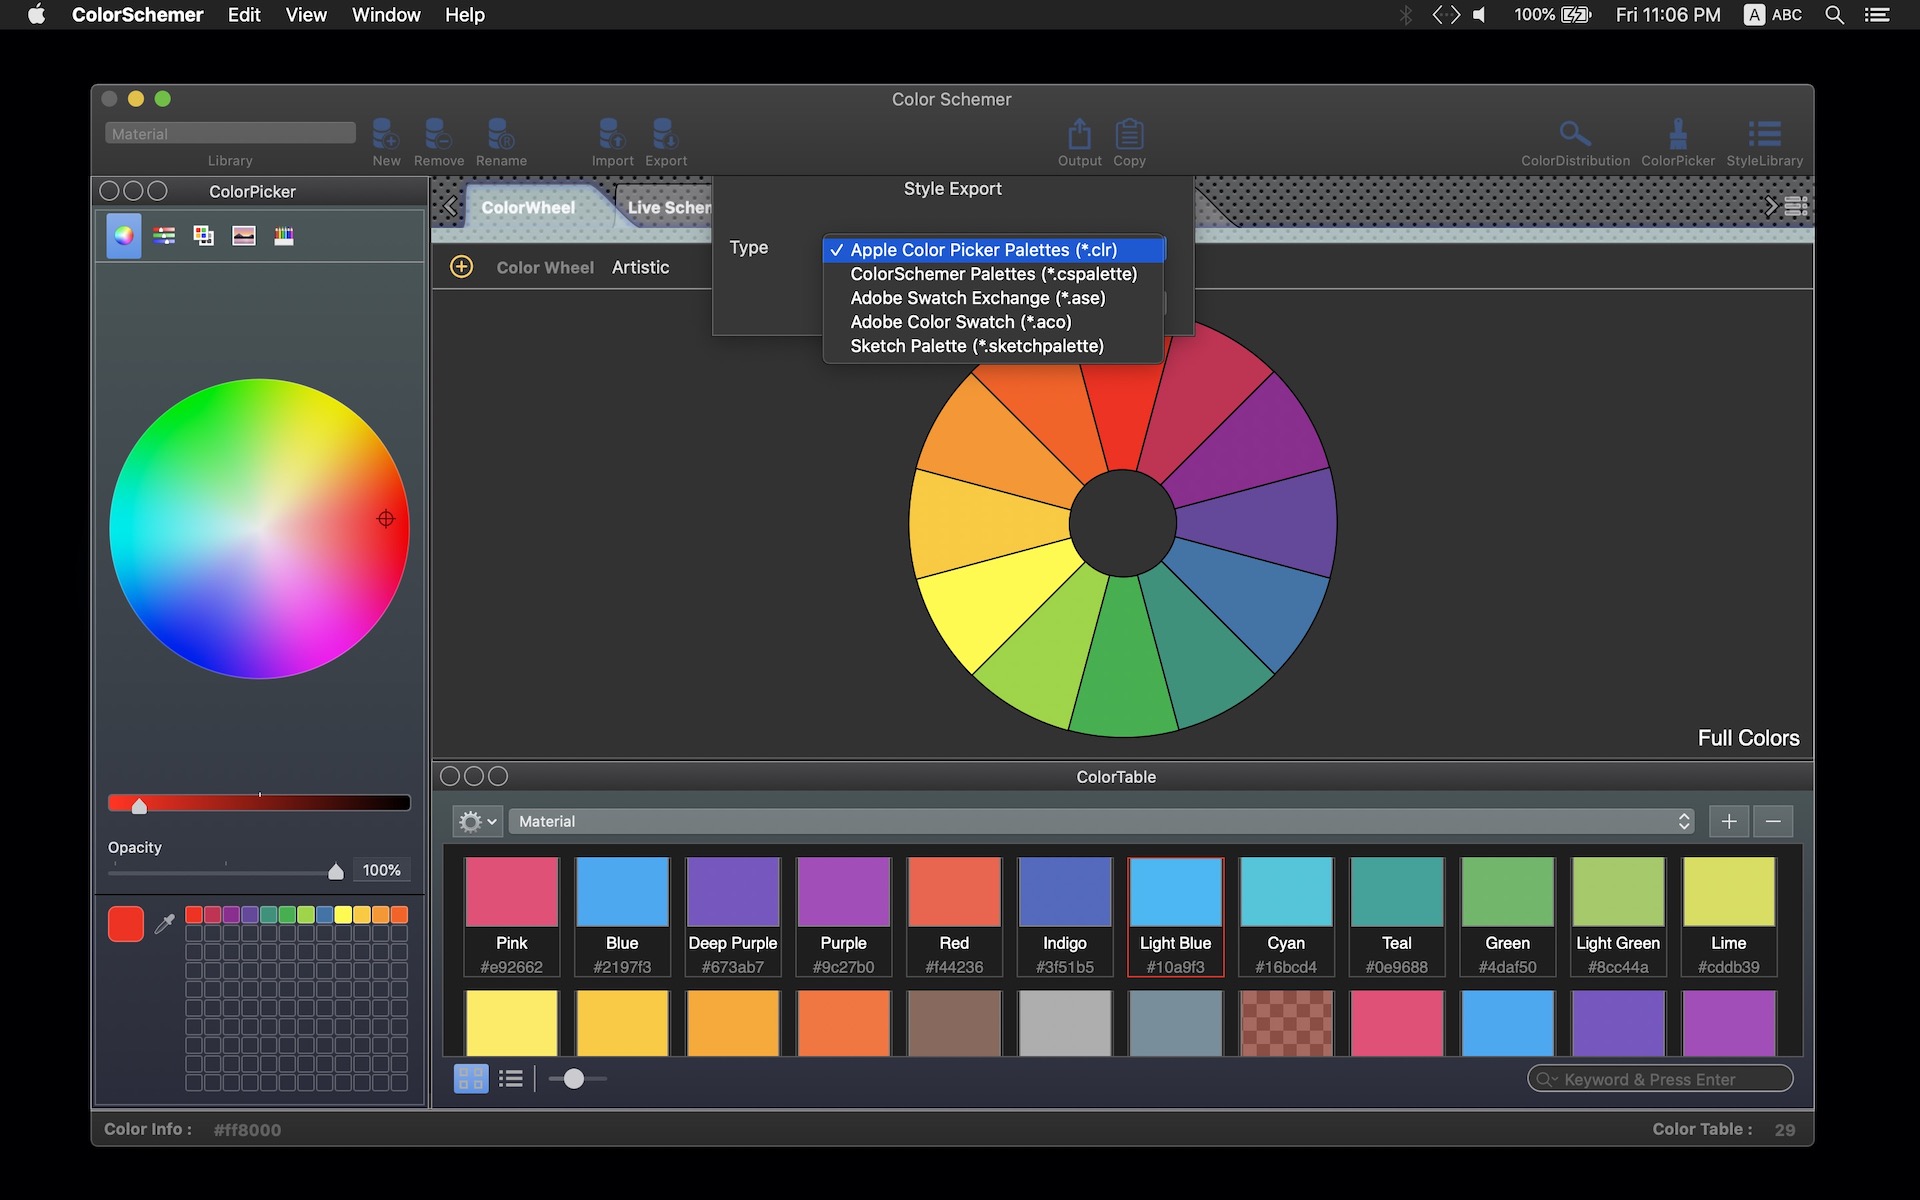 ColorSchemer Edit View Window Help
100% Fri 11:06 PM A ABC
Color Schemer
Material
Library New Remove Rename Import Export Output Copy ColorDistribution ColorPicker StyleLibrary
ColorPicker
ColorWheel Live Schem
Style Export
Type
Apple Color Picker Palettes (*.clr)
ColorSchemer Palettes (*.cspalette)
Adobe Swatch Exchange (*.ase)
Adobe Color Swatch (*.aco)
Sketch Palette (*.sketchpalette)
Color Wheel Artistic
Full Colors
Opacity
100%
ColorTable
Material
Pink Blue Deep Purple Purple Red Indigo Light Blue Cyan Teal Green Light Green Lime
#e92662 #2197f3 #673ab7 #9c27b0 #f44236 #3f51b5 #10a9f3 #16bcd4 #0e9688 #4daf50 #8cc44a #cddb39
Keyword & Press Enter
Color Info : #ff8000
Color Table : 29